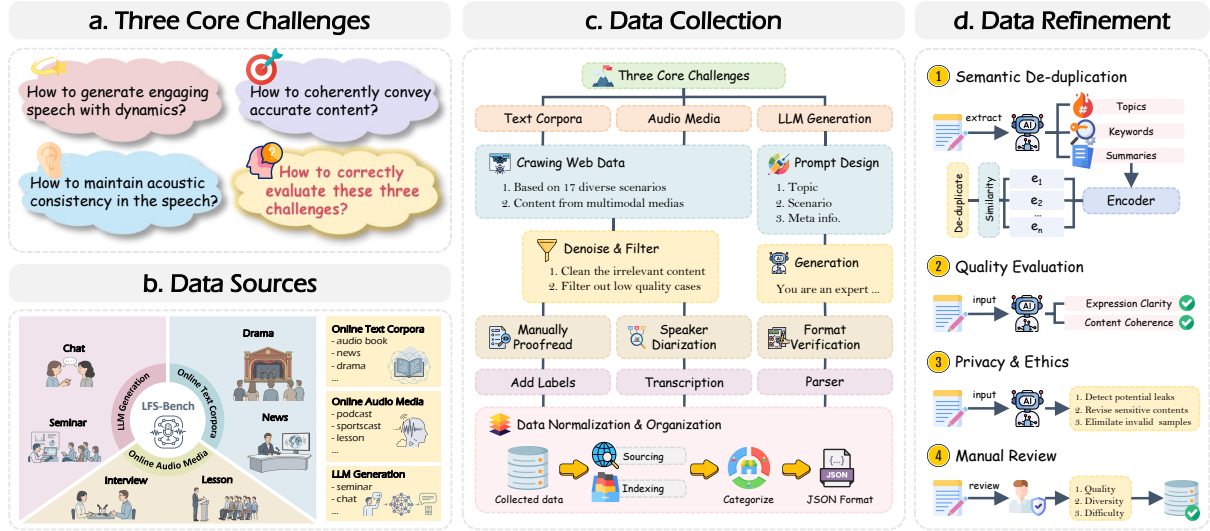 a. Three Core Challenges
How to generate engaging
speech with dynamics?
How to coherently convey
accurate content?
How to maintain acoustic
consistency in the speech?
How to correctly
evaluate these three
challenges?
b. Data Sources
Chat
Seminar
Drama
News
Interview
Lesson
LLM Generation
Online Text Corpora
Online Audio Media
LFS-Bench
Online Text Corpora
- audio book
- news
- drama
...
Online Audio Media
- podcast
- sportscast
- lesson
...
LLM Generation
- seminar
- chat
...
c. Data Collection
Three Core Challenges
Text Corpora
Audio Media
LLM Generation
Crawing Web Data
1. Based on 17 diverse scenarios
2. Content from multimodal medias
Prompt Design
1. Topic
2. Scenario
3. Meta info.
Denoise & Filter
1. Clean the irrelevant content
2. Filter out low quality cases
Generation
You are an expert ...
Manually
Proofread
Speaker
Diarization
Format
Verification
Add Labels
Transcription
Parser
Data Normalization & Organization
Collected data
Sourcing
Indexing
Categorize
{...}
JSON
JSON Format
d. Data Refinement
1 Semantic De-duplication
extract
AI
#
Topics
Keywords
Summaries
De-duplicate
Similarity
e1
e2
...
en
Encoder
2 Quality Evaluation
input
AI
Expression Clarity
Content Coherence
3 Privacy & Ethics
input
AI
1. Detect potential leaks
2. Revise sensitive contents
3. Elimilate invalid samples
4 Manual Review
review
1. Quality
2. Diversity
3. Difficulty